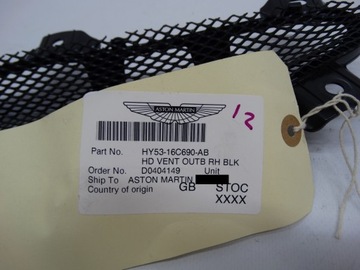 ASTON MARTIN
12
Part No. HY53-16C690-AB
HD VENT OUTB RH BLK
Order No. D0404149 Unit
Ship To ASTON MARTIN STOC
Country of origin GB XXXX